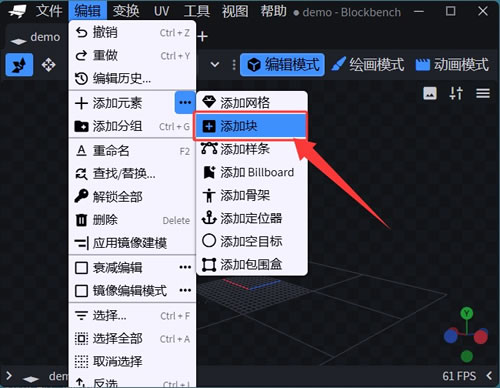 demo - Blockbench
文件 编辑 变换 UV 工具 视图 帮助
demo
编辑模式 绘画模式 动画模式
撤销 Ctrl + Z
重做 Ctrl + Y
编辑历史...
添加元素
添加分组 Ctrl + G
重命名 F2
查找/替换...
解锁全部
删除 Delete
应用镜像建模
衰减编辑
镜像编辑模式
选择... Ctrl + F
选择全部 Ctrl + A
取消选择
反选
添加网格
添加块
添加样条
添加 Billboard
添加骨架
添加定位器
添加空目标
添加包围盒
Y
demo
61 FPS